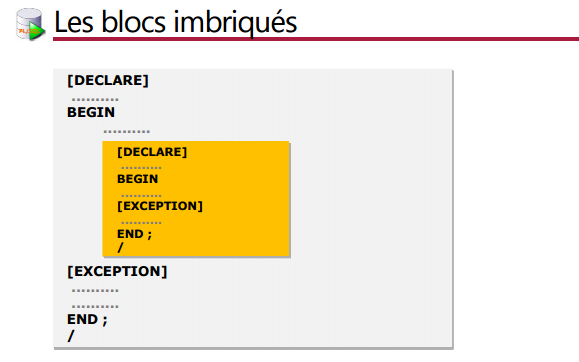 Les blocs imbriqués
[DECLARE]
..........
BEGIN
..........
[DECLARE]
..........
BEGIN
..........
[EXCEPTION]
..........
END ;
/
[EXCEPTION]
..........
..........
END ;
/